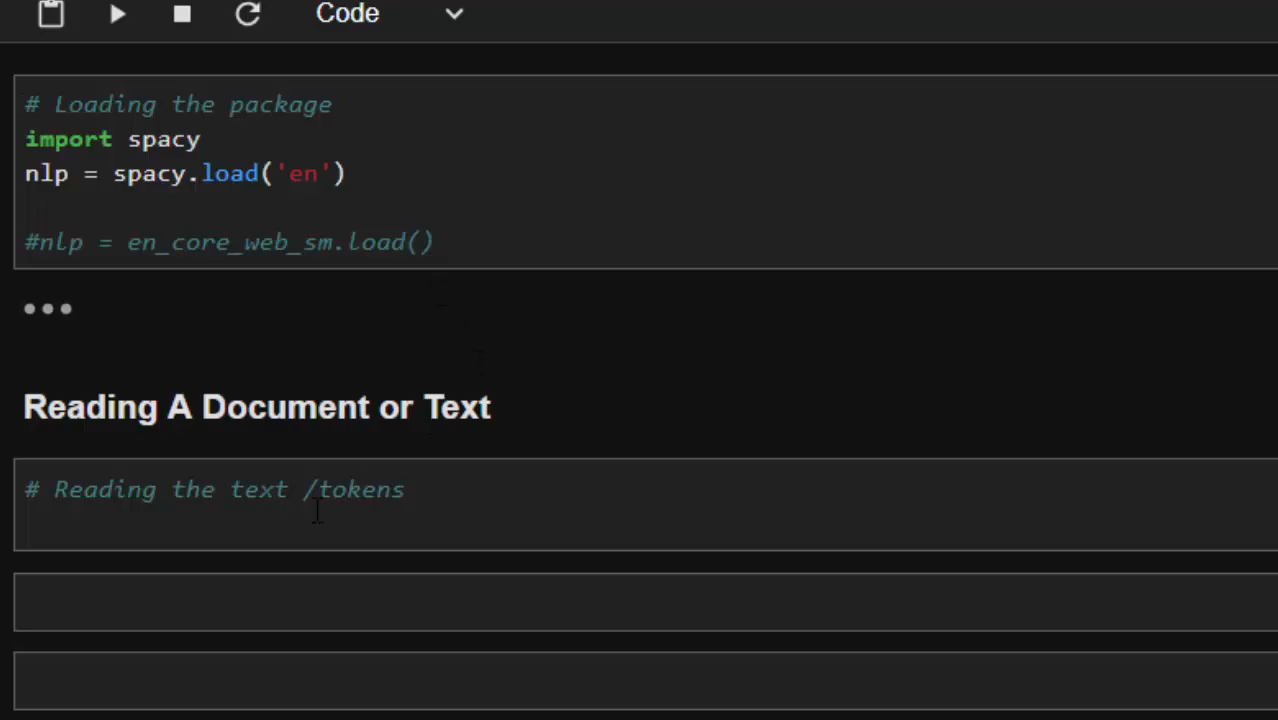 Code
# Loading the package
import spacy
nlp = spacy.load('en')
#nlp = en_core_web_sm.load()
Reading A Document or Text
# Reading the text /tokens